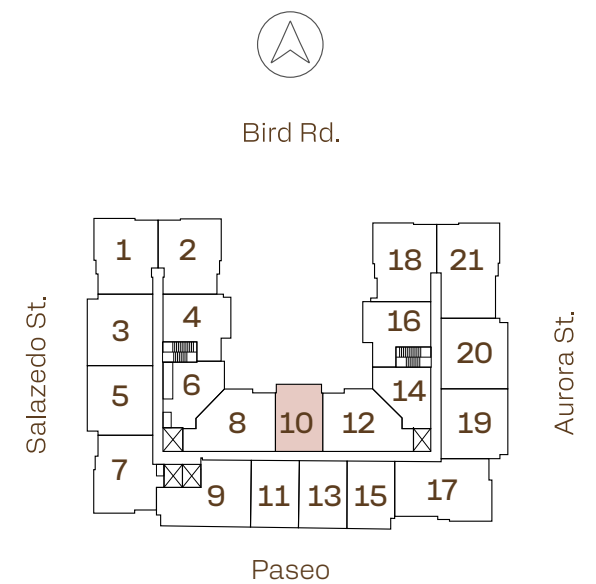 Bird Rd.
1 2 18 21
3 4 16 20
Salazedo St.
Aurora St.
5 6 14 19
8 10 12
7 9 11 13 15 17
Paseo